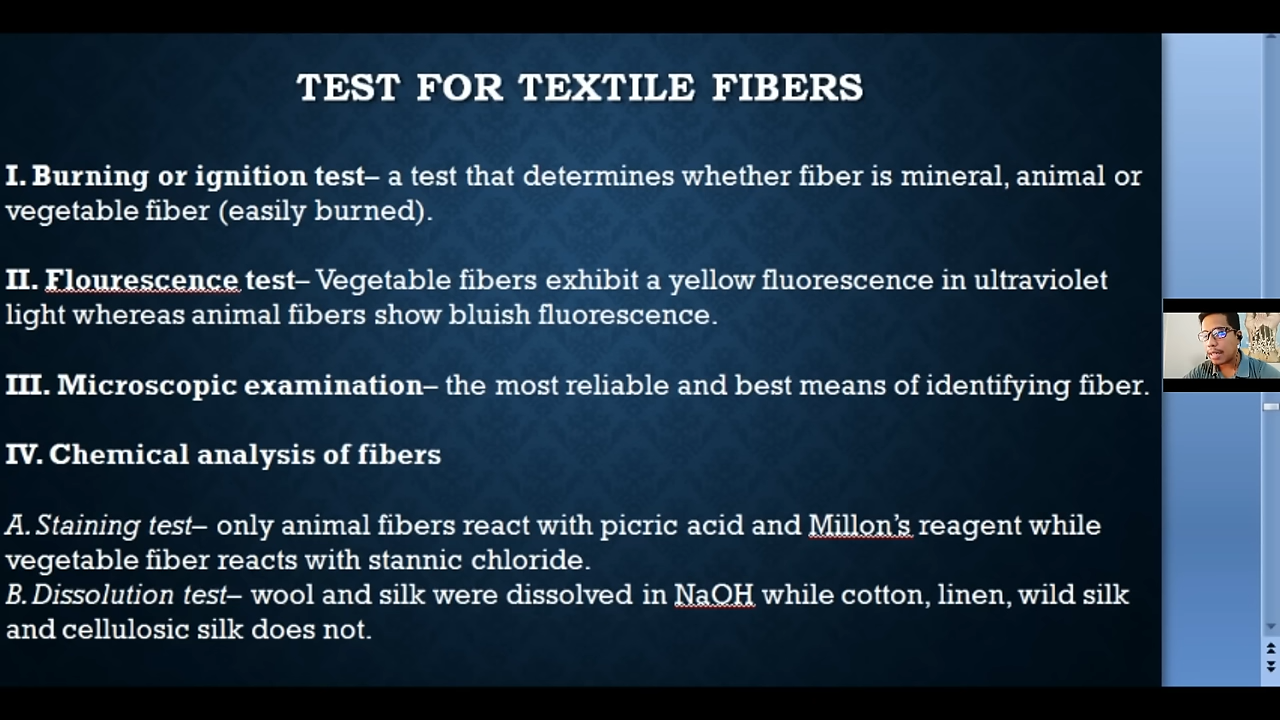 TEST FOR TEXTILE FIBERS
I. Burning or ignition test– a test that determines whether fiber is mineral, animal or
vegetable fiber (easily burned).
II. Flourescence test– Vegetable fibers exhibit a yellow fluorescence in ultraviolet
light whereas animal fibers show bluish fluorescence.
III. Microscopic examination– the most reliable and best means of identifying fiber.
IV. Chemical analysis of fibers
A. Staining test– only animal fibers react with picric acid and Millon's reagent while
vegetable fiber reacts with stannic chloride.
B. Dissolution test– wool and silk were dissolved in NaOH while cotton, linen, wild silk
and cellulosic silk does not.